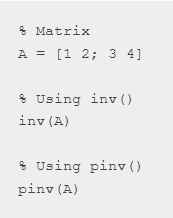 % Matrix
A = [1 2; 3 4]
% Using inv()
inv(A)
% Using pinv()
pinv(A)